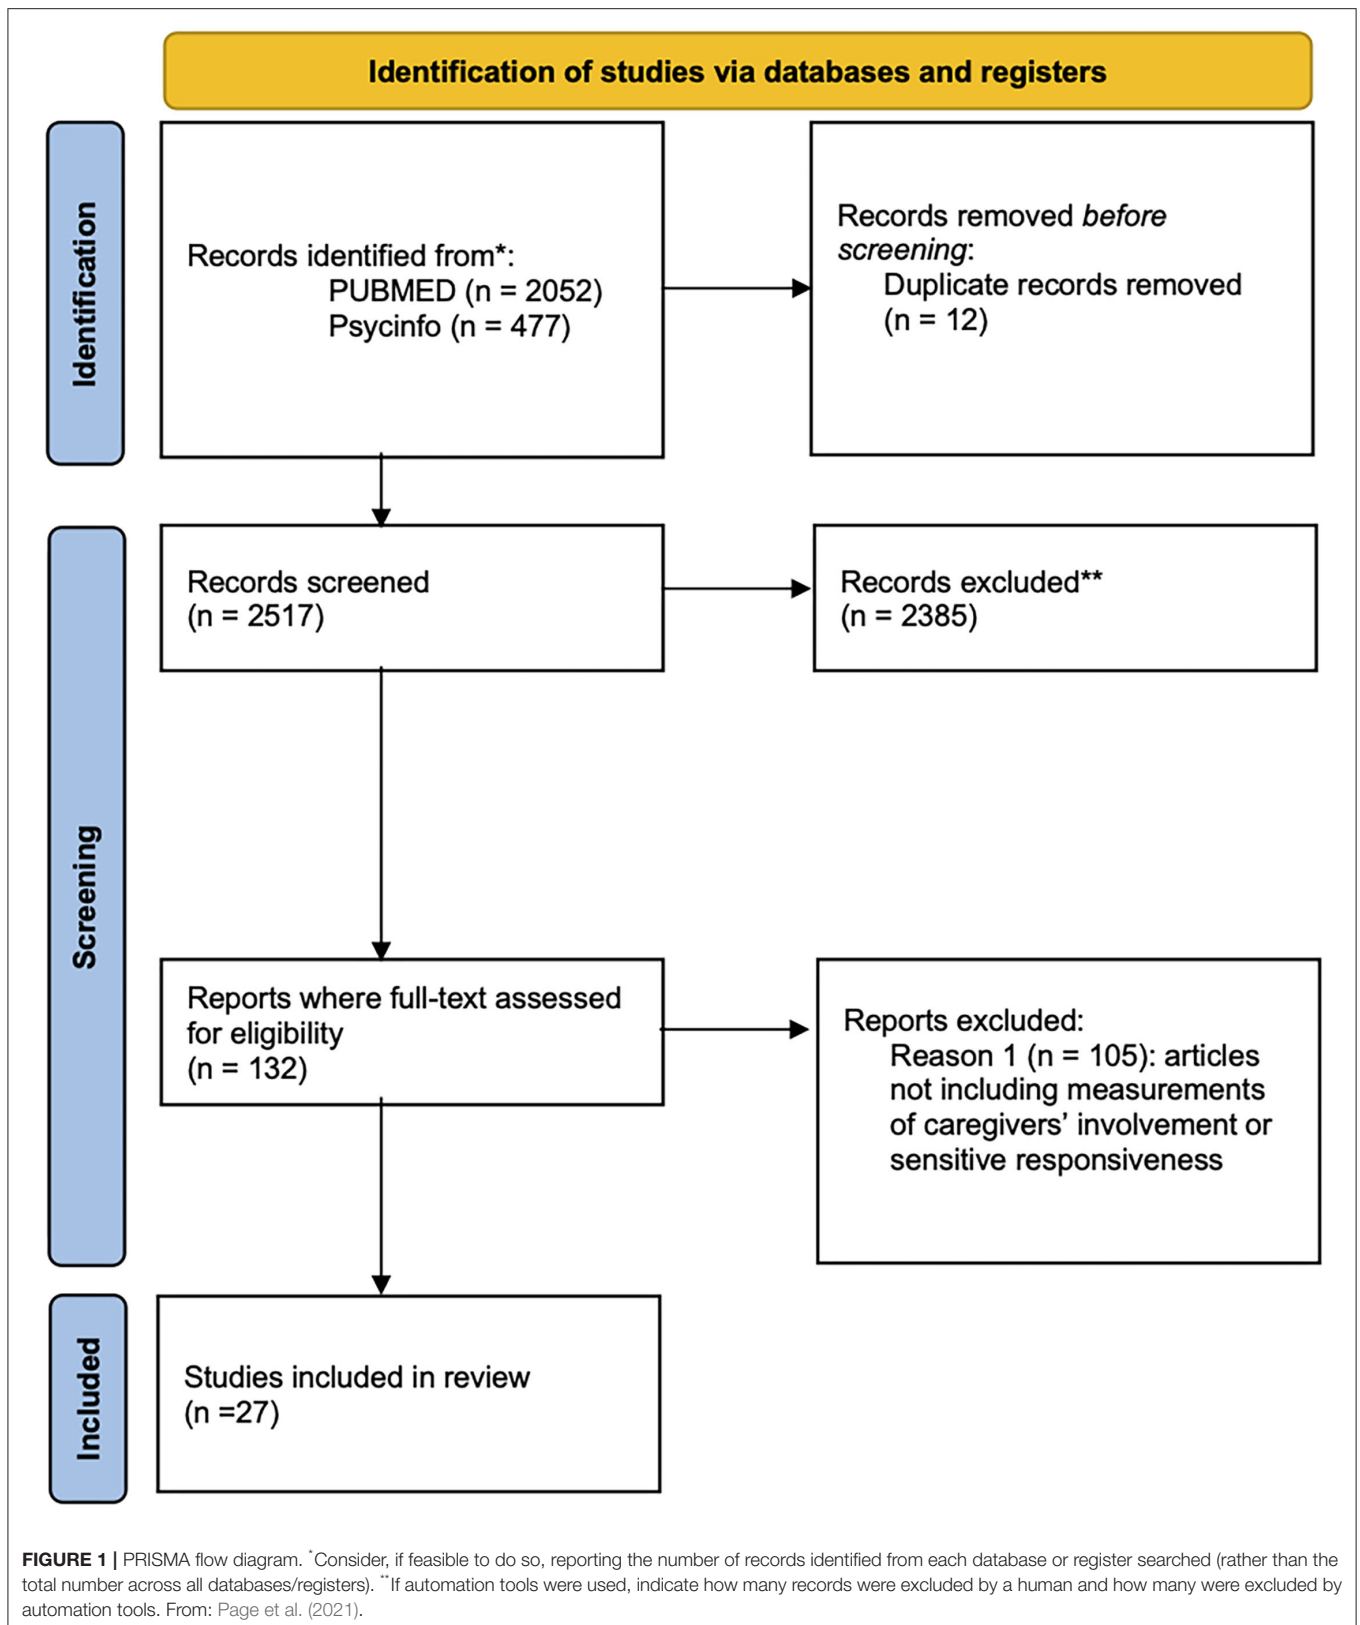 Identification of studies via databases and registers
Identification
Records identified from*:
PUBMED (n = 2052)
Psycinfo (n = 477)
Records removed before
screening:
Duplicate records removed
(n = 12)
Screening
Records screened
(n = 2517)
Records excluded**
(n = 2385)
Reports where full-text assessed
for eligibility
(n = 132)
Reports excluded:
Reason 1 (n = 105): articles
not including measurements
of caregivers’ involvement or
sensitive responsiveness
Included
Studies included in review
(n =27)
FIGURE 1 | PRISMA flow diagram. *Consider, if feasible to do so, reporting the number of records identified from each database or register searched (rather than the
total number across all databases/registers). **If automation tools were used, indicate how many records were excluded by a human and how many were excluded by
automation tools. From: Page et al. (2021).